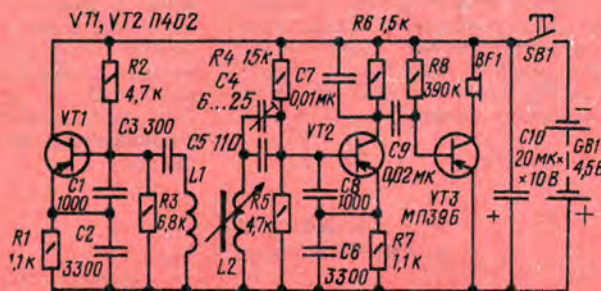 VT1, VT2 П402
R6 1,5к
R2
4,7к
R4 15к
C4
6...25
C7
0,01мк
R8
390к
BF1
SB1
VT1
C3 300
C5 110
VT2
C9
C10
20 мк×
×10В
GB1
4,5В
L1
C1
1000
R3
6,8к
R5
4,7к
C8
1000
0,02мк
VT3
МП39Б
R1
1,1к
C2
3300
L2
C6
3300
R7
1,1к